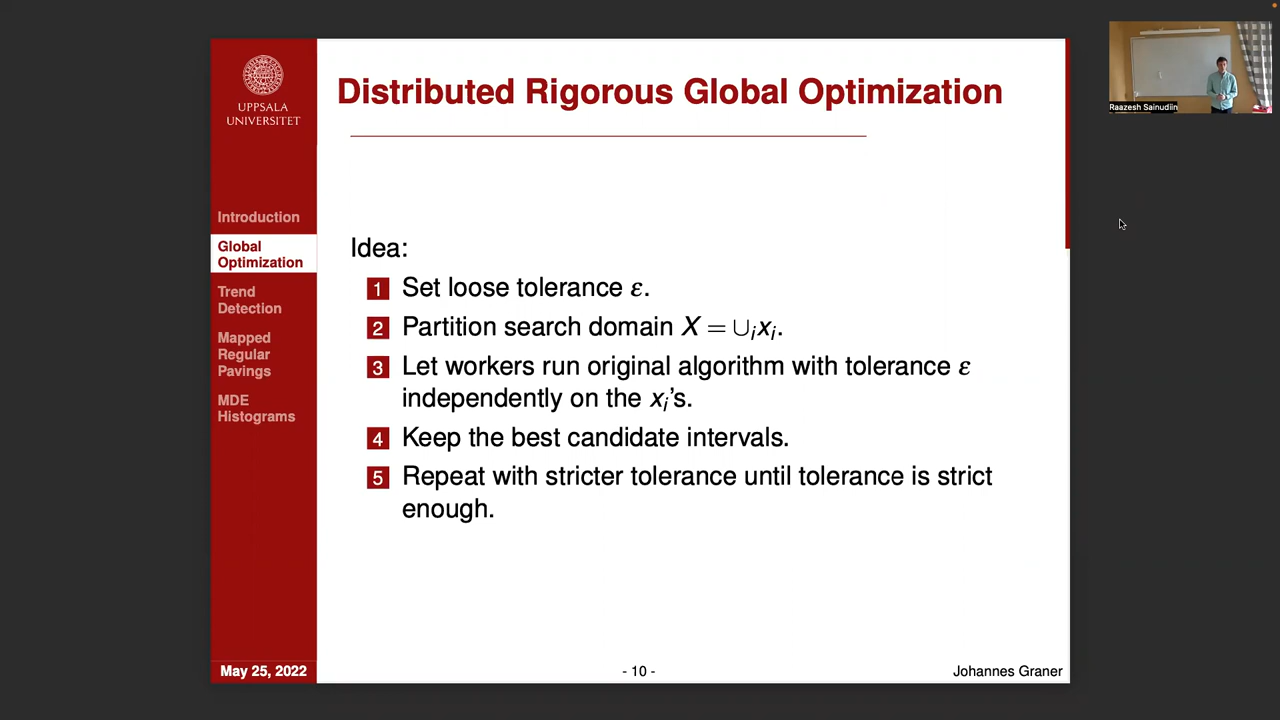 UPPSALA
UNIVERSITET
Introduction
Global
Optimization
Trend
Detection
Mapped
Regular
Pavings
MDE
Histograms
May 25, 2022
Distributed Rigorous Global Optimization
Idea:
1 Set loose tolerance ε.
2 Partition search domain X = ∪ᵢxᵢ.
3 Let workers run original algorithm with tolerance ε
independently on the xᵢ's.
4 Keep the best candidate intervals.
5 Repeat with stricter tolerance until tolerance is strict
enough.
- 10 -
Johannes Graner
Raazesh Sainudiin